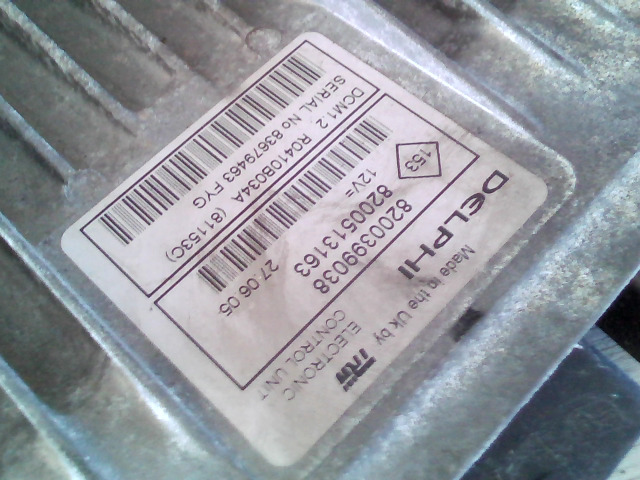 DELPHI
Made in the UK by TRW
ELECTRONIC
CONTROL UNIT
153
8200399038
8200513163
12V=
27.06.05
DCM1.2 R0410B034A (81153C)
SERIAL No 83679463 FYG